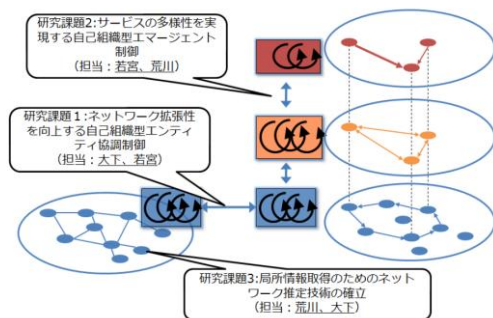 研究課題2:サービスの多様性を実
現する自己組織型エマージェント
制御
（担当：若宮、荒川）
研究課題１:ネットワーク拡張性
を向上する自己組織型エンティ
ティ協調制御
（担当：大下、若宮）
研究課題3:局所情報取得のためのネット
ワーク推定技術の確立
（担当：荒川、大下）